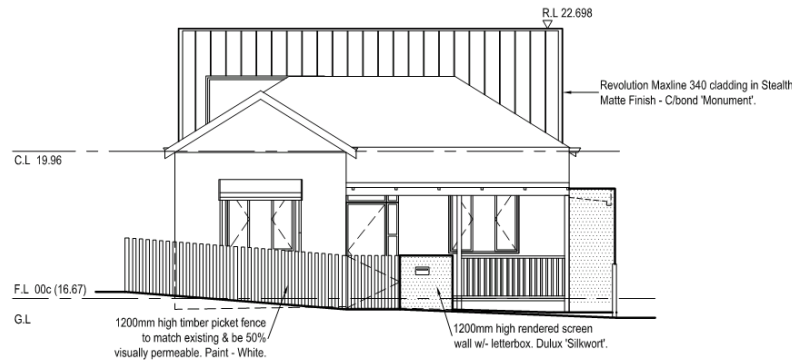 R.L 22.698
Revolution Maxline 340 cladding in Stealth
Matte Finish - C/bond 'Monument'.
C.L 19.96
F.L 00c (16.67)
G.L
1200mm high timber picket fence
to match existing & be 50%
visually permeable. Paint - White.
1200mm high rendered screen
wall w/- letterbox. Dulux 'Silkwort'.